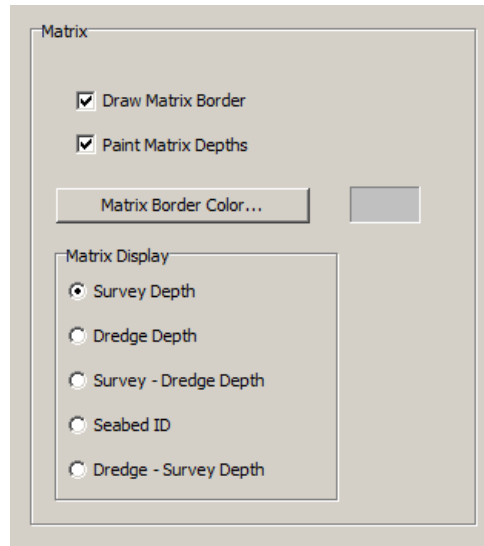 Matrix
Draw Matrix Border
Paint Matrix Depths
Matrix Border Color...
Matrix Display
Survey Depth
Dredge Depth
Survey - Dredge Depth
Seabed ID
Dredge - Survey Depth